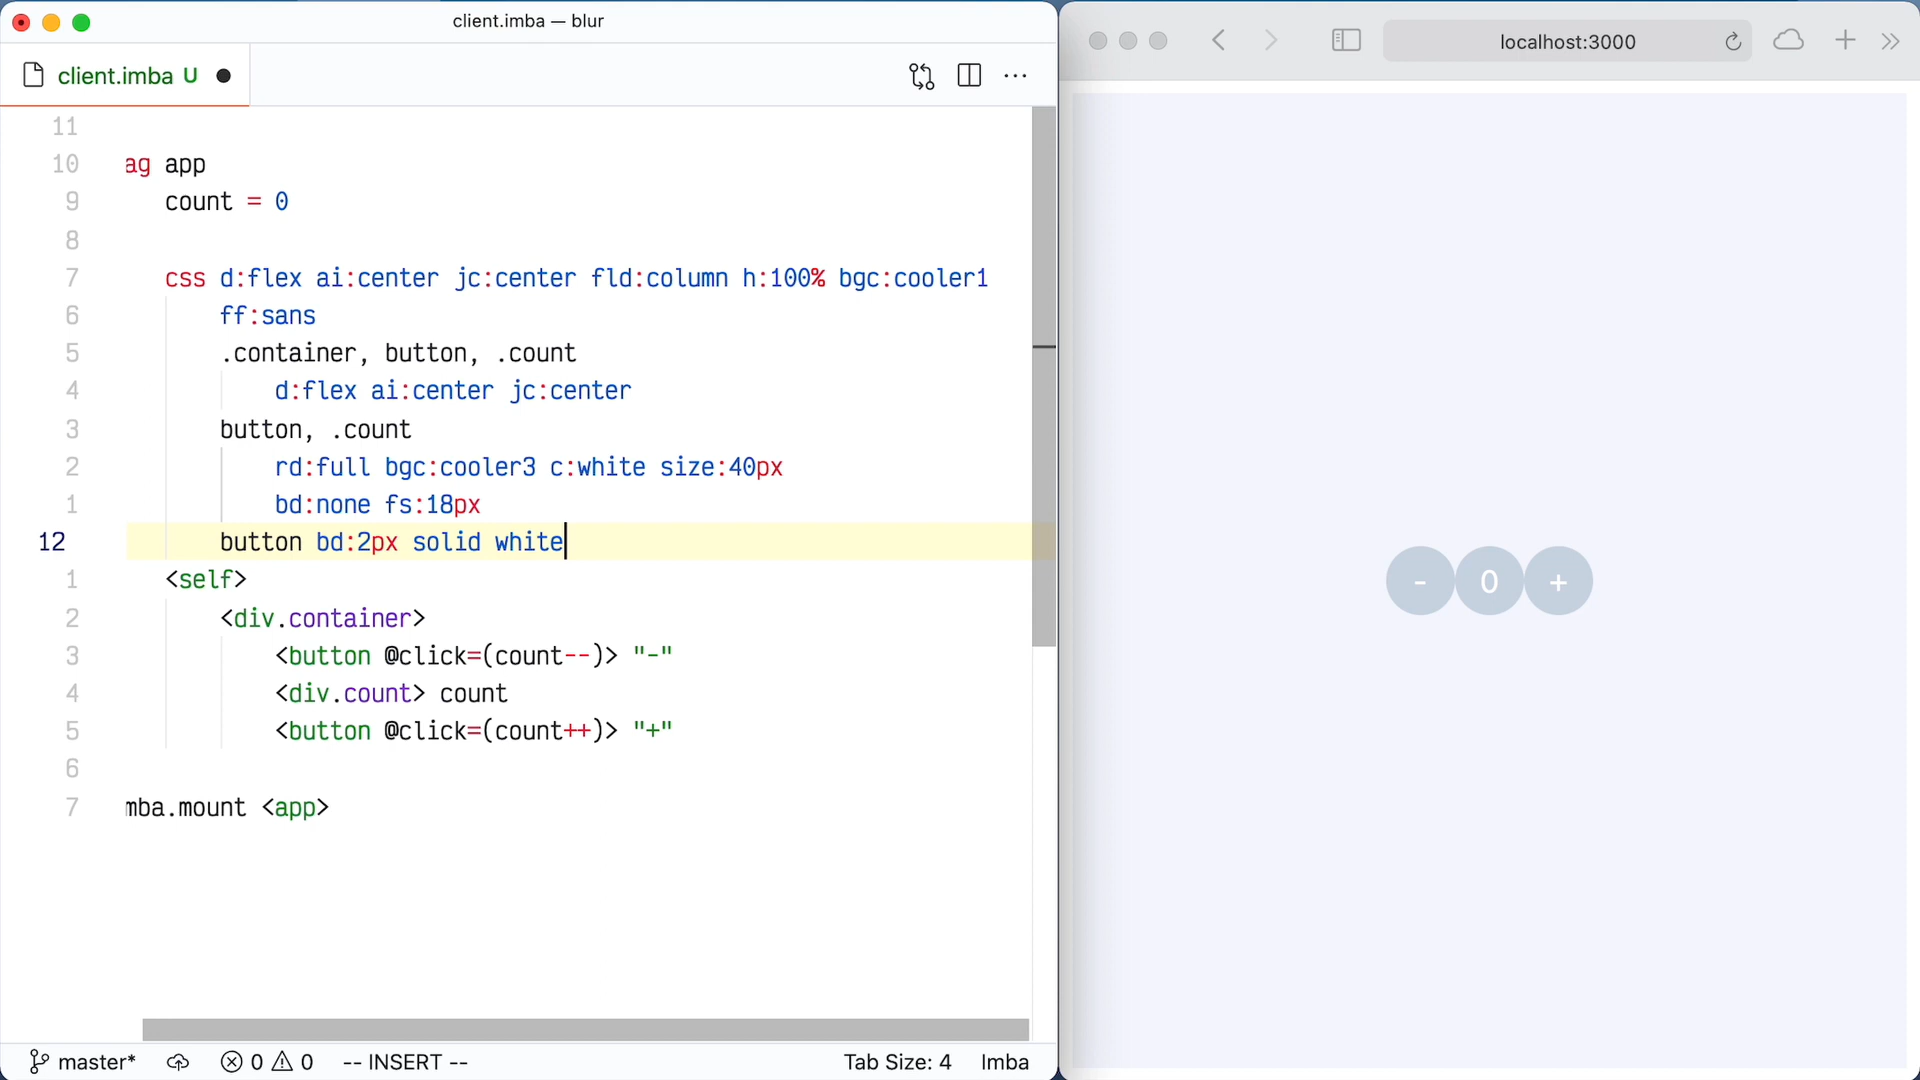 client.imba — blur
client.imba U
11
10 ag app
9 count = 0
8
7 css d:flex ai:center jc:center fld:column h:100% bgc:cooler1
6 ff:sans
5 .container, button, .count
4 d:flex ai:center jc:center
3 button, .count
2 rd:full bgc:cooler3 c:white size:40px
1 bd:none fs:18px
12 button bd:2px solid white
1 <self>
2 <div.container>
3 <button @click=(count--)> "-"
4 <div.count> count
5 <button @click=(count++)> "+"
6
7 mba.mount <app>
master* 0 0 -- INSERT -- Tab Size: 4 Imba
localhost:3000
- 0 +